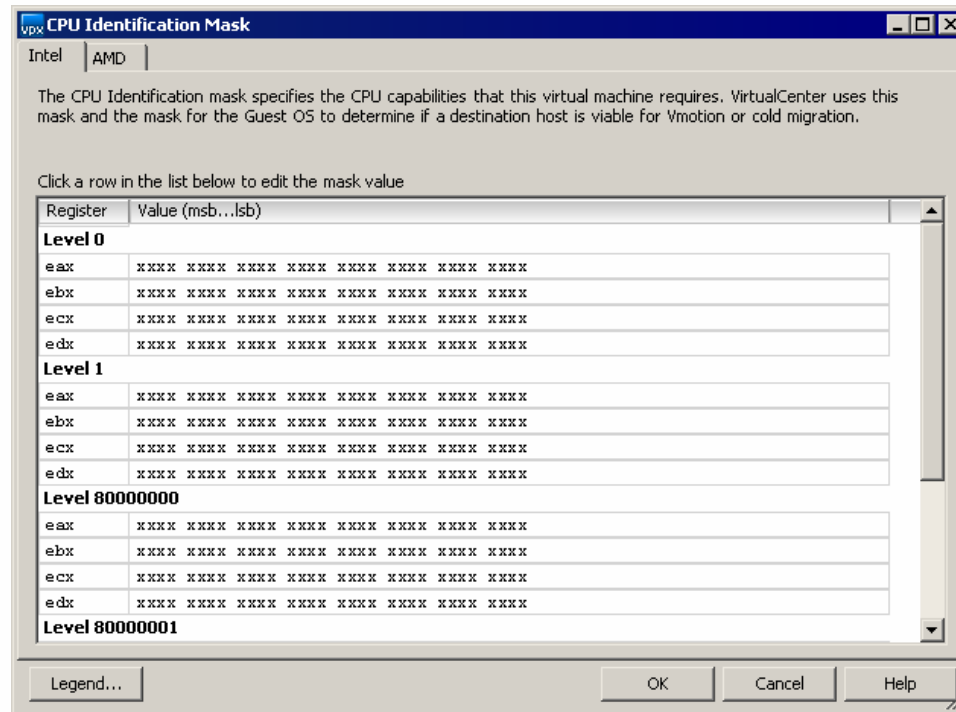 vpx CPU Identification Mask
Intel AMD
The CPU Identification mask specifies the CPU capabilities that this virtual machine requires. VirtualCenter uses this
mask and the mask for the Guest OS to determine if a destination host is viable for Vmotion or cold migration.
Click a row in the list below to edit the mask value
Register Value (msb...lsb)
Level 0
eax xxxx xxxx xxxx xxxx xxxx xxxx xxxx xxxx
ebx xxxx xxxx xxxx xxxx xxxx xxxx xxxx xxxx
ecx xxxx xxxx xxxx xxxx xxxx xxxx xxxx xxxx
edx xxxx xxxx xxxx xxxx xxxx xxxx xxxx xxxx
Level 1
eax xxxx xxxx xxxx xxxx xxxx xxxx xxxx xxxx
ebx xxxx xxxx xxxx xxxx xxxx xxxx xxxx xxxx
ecx xxxx xxxx xxxx xxxx xxxx xxxx xxxx xxxx
edx xxxx xxxx xxxx xxxx xxxx xxxx xxxx xxxx
Level 80000000
eax xxxx xxxx xxxx xxxx xxxx xxxx xxxx xxxx
ebx xxxx xxxx xxxx xxxx xxxx xxxx xxxx xxxx
ecx xxxx xxxx xxxx xxxx xxxx xxxx xxxx xxxx
edx xxxx xxxx xxxx xxxx xxxx xxxx xxxx xxxx
Level 80000001
Legend... OK Cancel Help